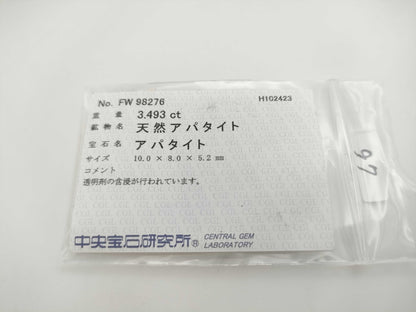 No. FW 98276 H102423
重量 3.493 ct
鉱物名 天然アパタイト
宝石名 アパタイト
サイズ 10.0 × 8.0 × 5.2 mm
コメント
透明剤の含浸が行われています。
中央宝石研究所® CENTRAL GEM
LABORATORY
97